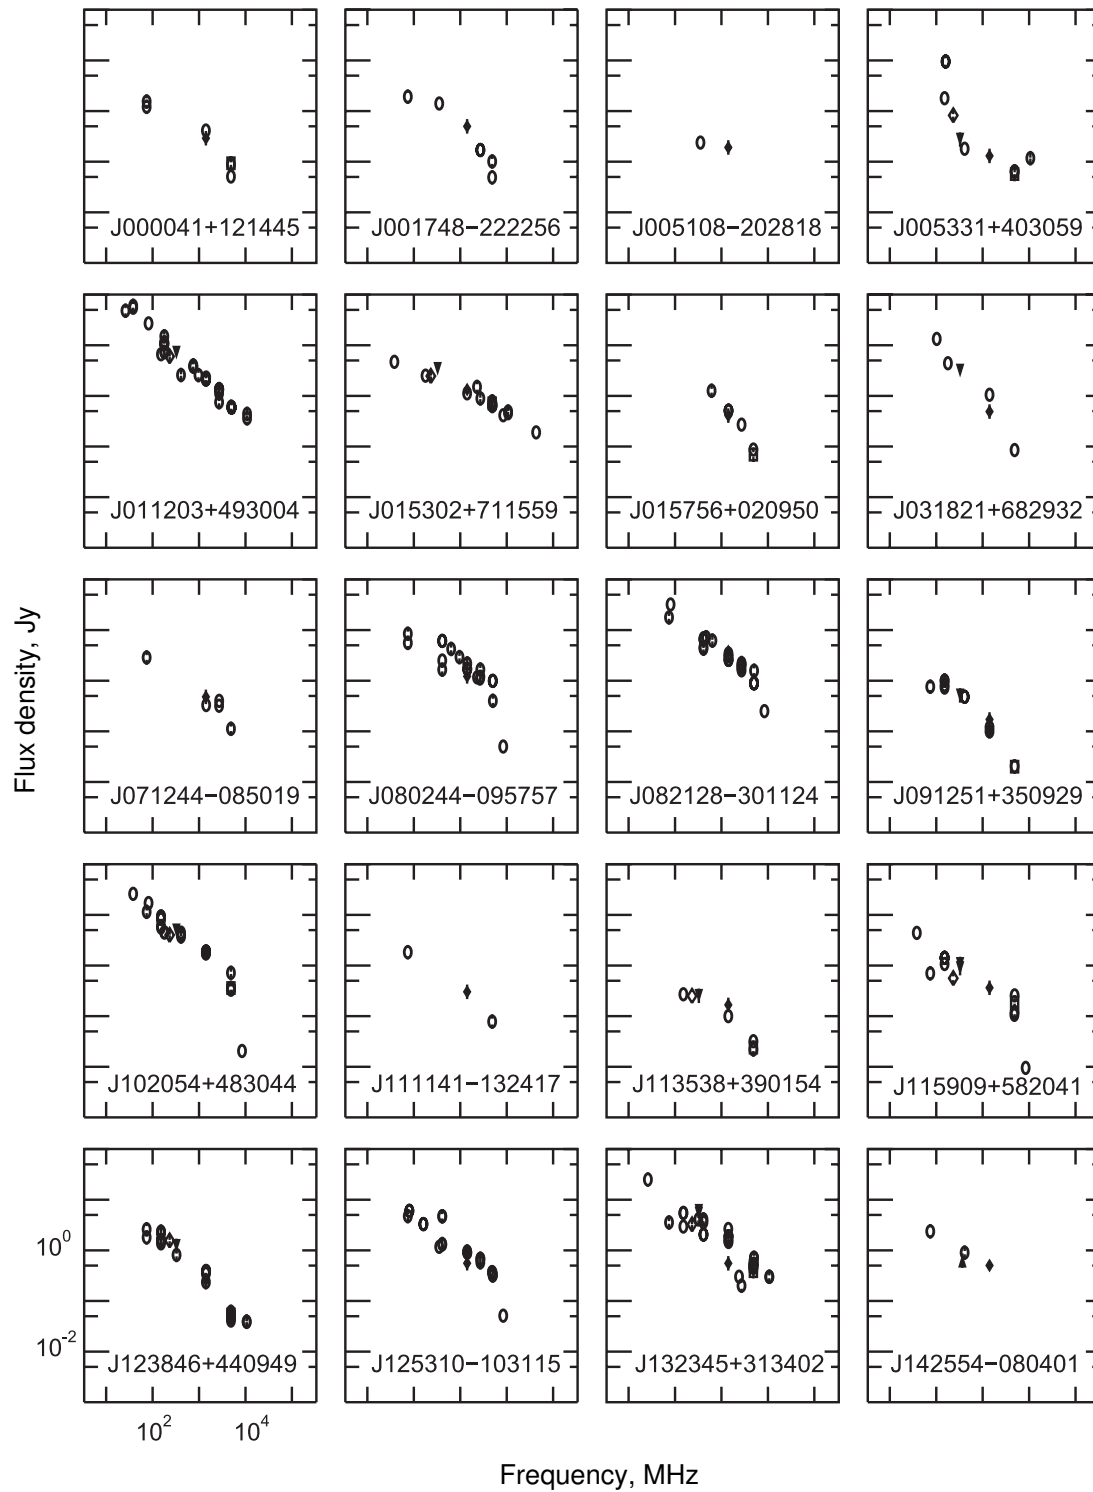 J000041+121445
J001748−222256
J005108−202818
J005331+403059
J011203+493004
J015302+711559
J015756+020950
J031821+682932
J071244−085019
J080244−095757
J082128−301124
J091251+350929
J102054+483044
J111141−132417
J113538+390154
J115909+582041
J123846+440949
J125310−103115
J132345+313402
J142554−080401
Flux density, Jy
10^0
10^-2
10^2
10^4
Frequency, MHz